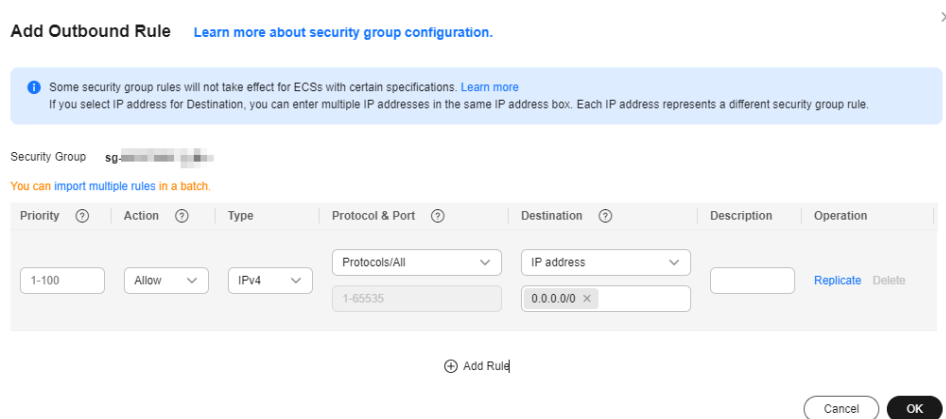 Add Outbound Rule Learn more about security group configuration.
Some security group rules will not take effect for ECSs with certain specifications. Learn more
If you select IP address for Destination, you can enter multiple IP addresses in the same IP address box. Each IP address represents a different security group rule.
Security Group sg-
You can import multiple rules in a batch.
Priority ? Action ? Type Protocol & Port ? Destination ? Description Operation
Protocols/All IP address
1-100 Allow IPv4 Replicate Delete
1-65535 0.0.0.0/0 ×
Add Rule
Cancel OK